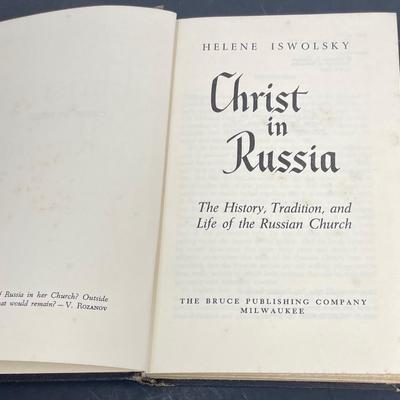 Russia in her Church? Outside
would remain? — V. ROZANOV
HELENE ISWOLSKY
Christ
in
Russia
The History, Tradition, and
Life of the Russian Church
THE BRUCE PUBLISHING COMPANY
MILWAUKEE